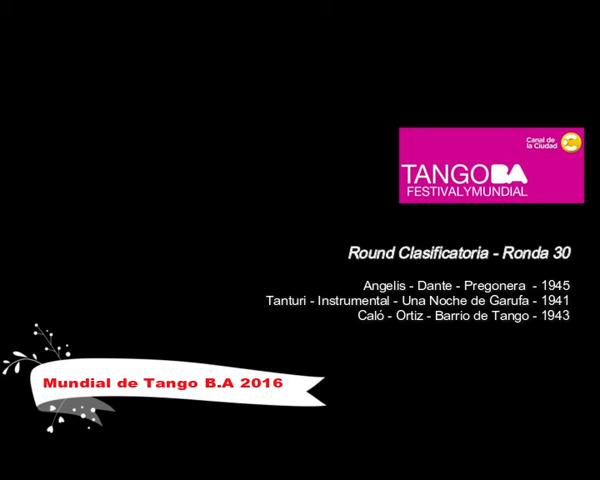 Canal de
la Ciudad
TANGOBA
FESTIVALYMUNDIAL
Round Clasificatoria - Ronda 30
Angelis - Dante - Pregonera - 1945
Tanturi - Instrumental - Una Noche de Garufa - 1941
Caló - Ortiz - Barrio de Tango - 1943
Mundial de Tango B.A 2016